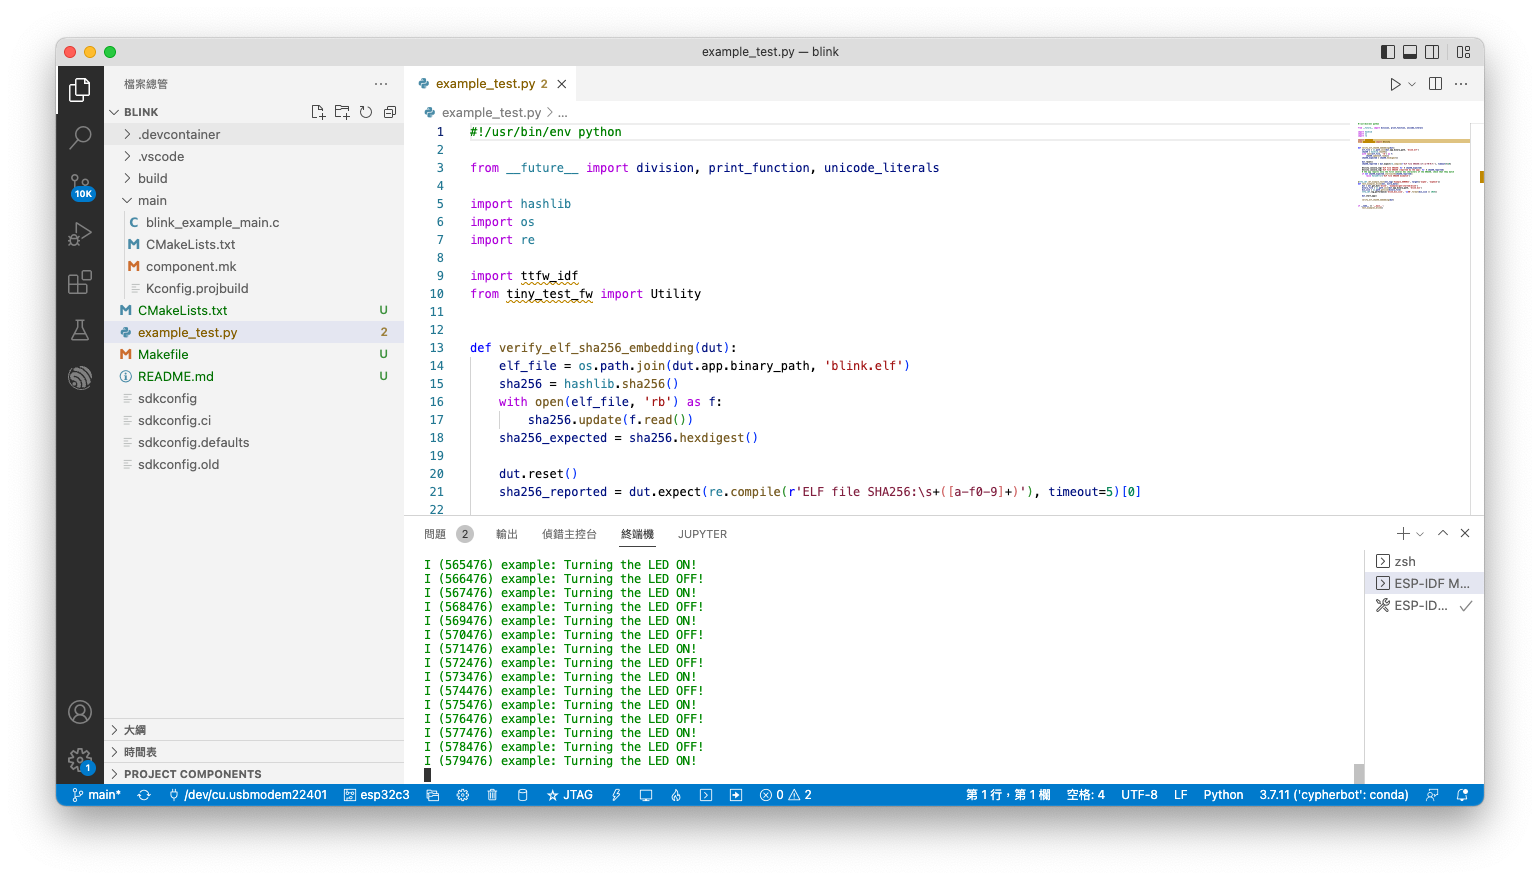 example_test.py — blink
檔案總管
example_test.py 2
BLINK
example_test.py > ...
.devcontainer
.vscode
build
main
blink_example_main.c
CMakeLists.txt
component.mk
Kconfig.projbuild
CMakeLists.txt U
example_test.py 2
Makefile U
README.md U
sdkconfig
sdkconfig.ci
sdkconfig.defaults
sdkconfig.old
10K
大綱
時間表
PROJECT COMPONENTS
1
1 #!/usr/bin/env python
2
3 from __future__ import division, print_function, unicode_literals
4
5 import hashlib
6 import os
7 import re
8
9 import ttfw_idf
10 from tiny_test_fw import Utility
11
12
13 def verify_elf_sha256_embedding(dut):
14 elf_file = os.path.join(dut.app.binary_path, 'blink.elf')
15 sha256 = hashlib.sha256()
16 with open(elf_file, 'rb') as f:
17 sha256.update(f.read())
18 sha256_expected = sha256.hexdigest()
19
20 dut.reset()
21 sha256_reported = dut.expect(re.compile(r'ELF file SHA256:\s+([a-f0-9]+)'), timeout=5)[0]
22
問題 2 輸出 偵錯主控台 終端機 JUPYTER
I (565476) example: Turning the LED ON!
I (566476) example: Turning the LED OFF!
I (567476) example: Turning the LED ON!
I (568476) example: Turning the LED OFF!
I (569476) example: Turning the LED ON!
I (570476) example: Turning the LED OFF!
I (571476) example: Turning the LED ON!
I (572476) example: Turning the LED OFF!
I (573476) example: Turning the LED ON!
I (574476) example: Turning the LED OFF!
I (575476) example: Turning the LED ON!
I (576476) example: Turning the LED OFF!
I (577476) example: Turning the LED ON!
I (578476) example: Turning the LED OFF!
I (579476) example: Turning the LED ON!
zsh
ESP-IDF M...
ESP-ID...
main* /dev/cu.usbmodem22401 esp32c3 JTAG 0 2 第 1 行，第 1 欄 空格: 4 UTF-8 LF Python 3.7.11 ('cypherbot': conda)